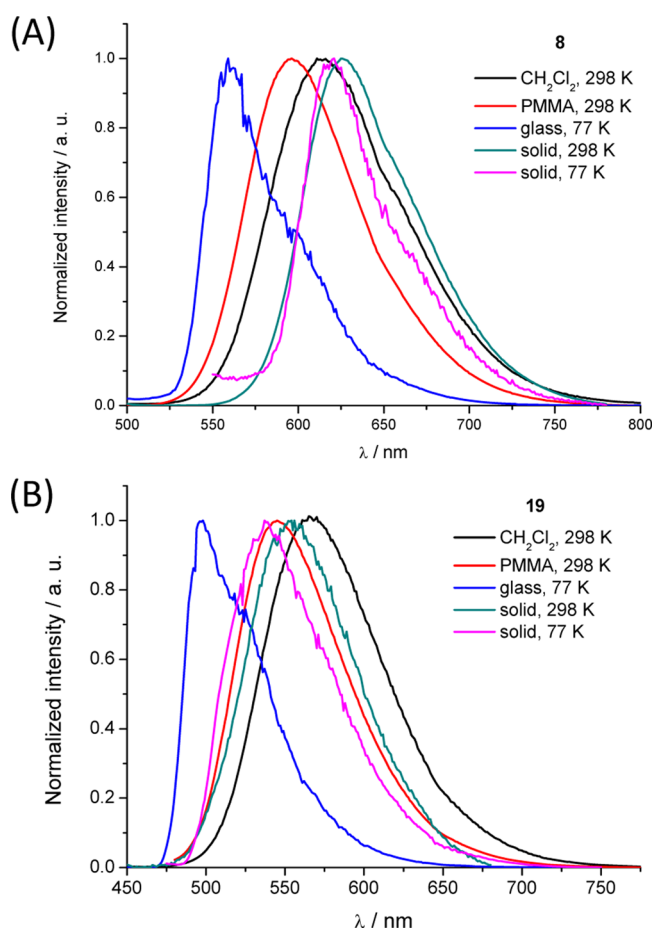 (A)
8
CH₂Cl₂, 298 K
PMMA, 298 K
glass, 77 K
solid, 298 K
solid, 77 K
Normalized intensity / a. u.
1.0
0.8
0.6
0.4
0.2
0.0
500 550 600 650 700 750 800
λ / nm
(B)
19
CH₂Cl₂, 298 K
PMMA, 298 K
glass, 77 K
solid, 298 K
solid, 77 K
Normalized intensity / a. u.
1.0
0.8
0.6
0.4
0.2
0.0
450 500 550 600 650 700 750
λ / nm